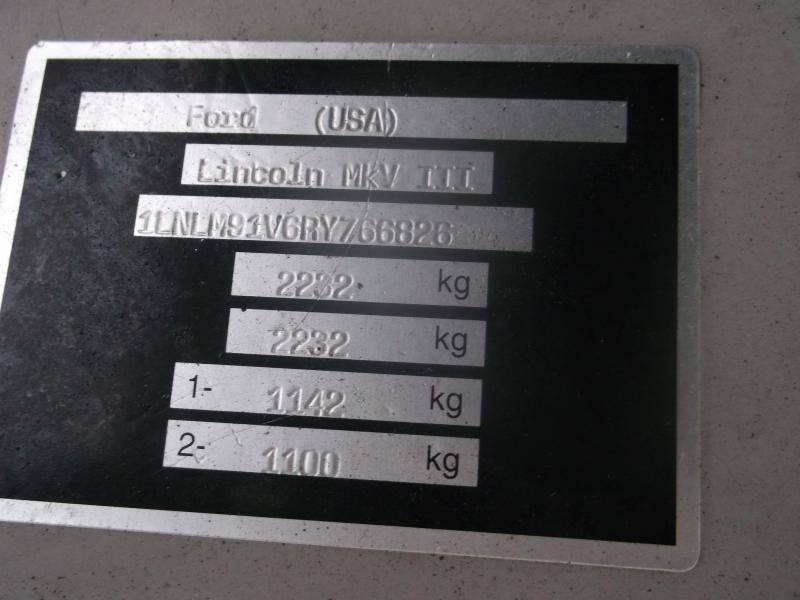 Ford (USA)
Lincoln MkV III
1LNLM91V6RY766826
2232 kg
2232 kg
1- 1142 kg
2- 1100 kg